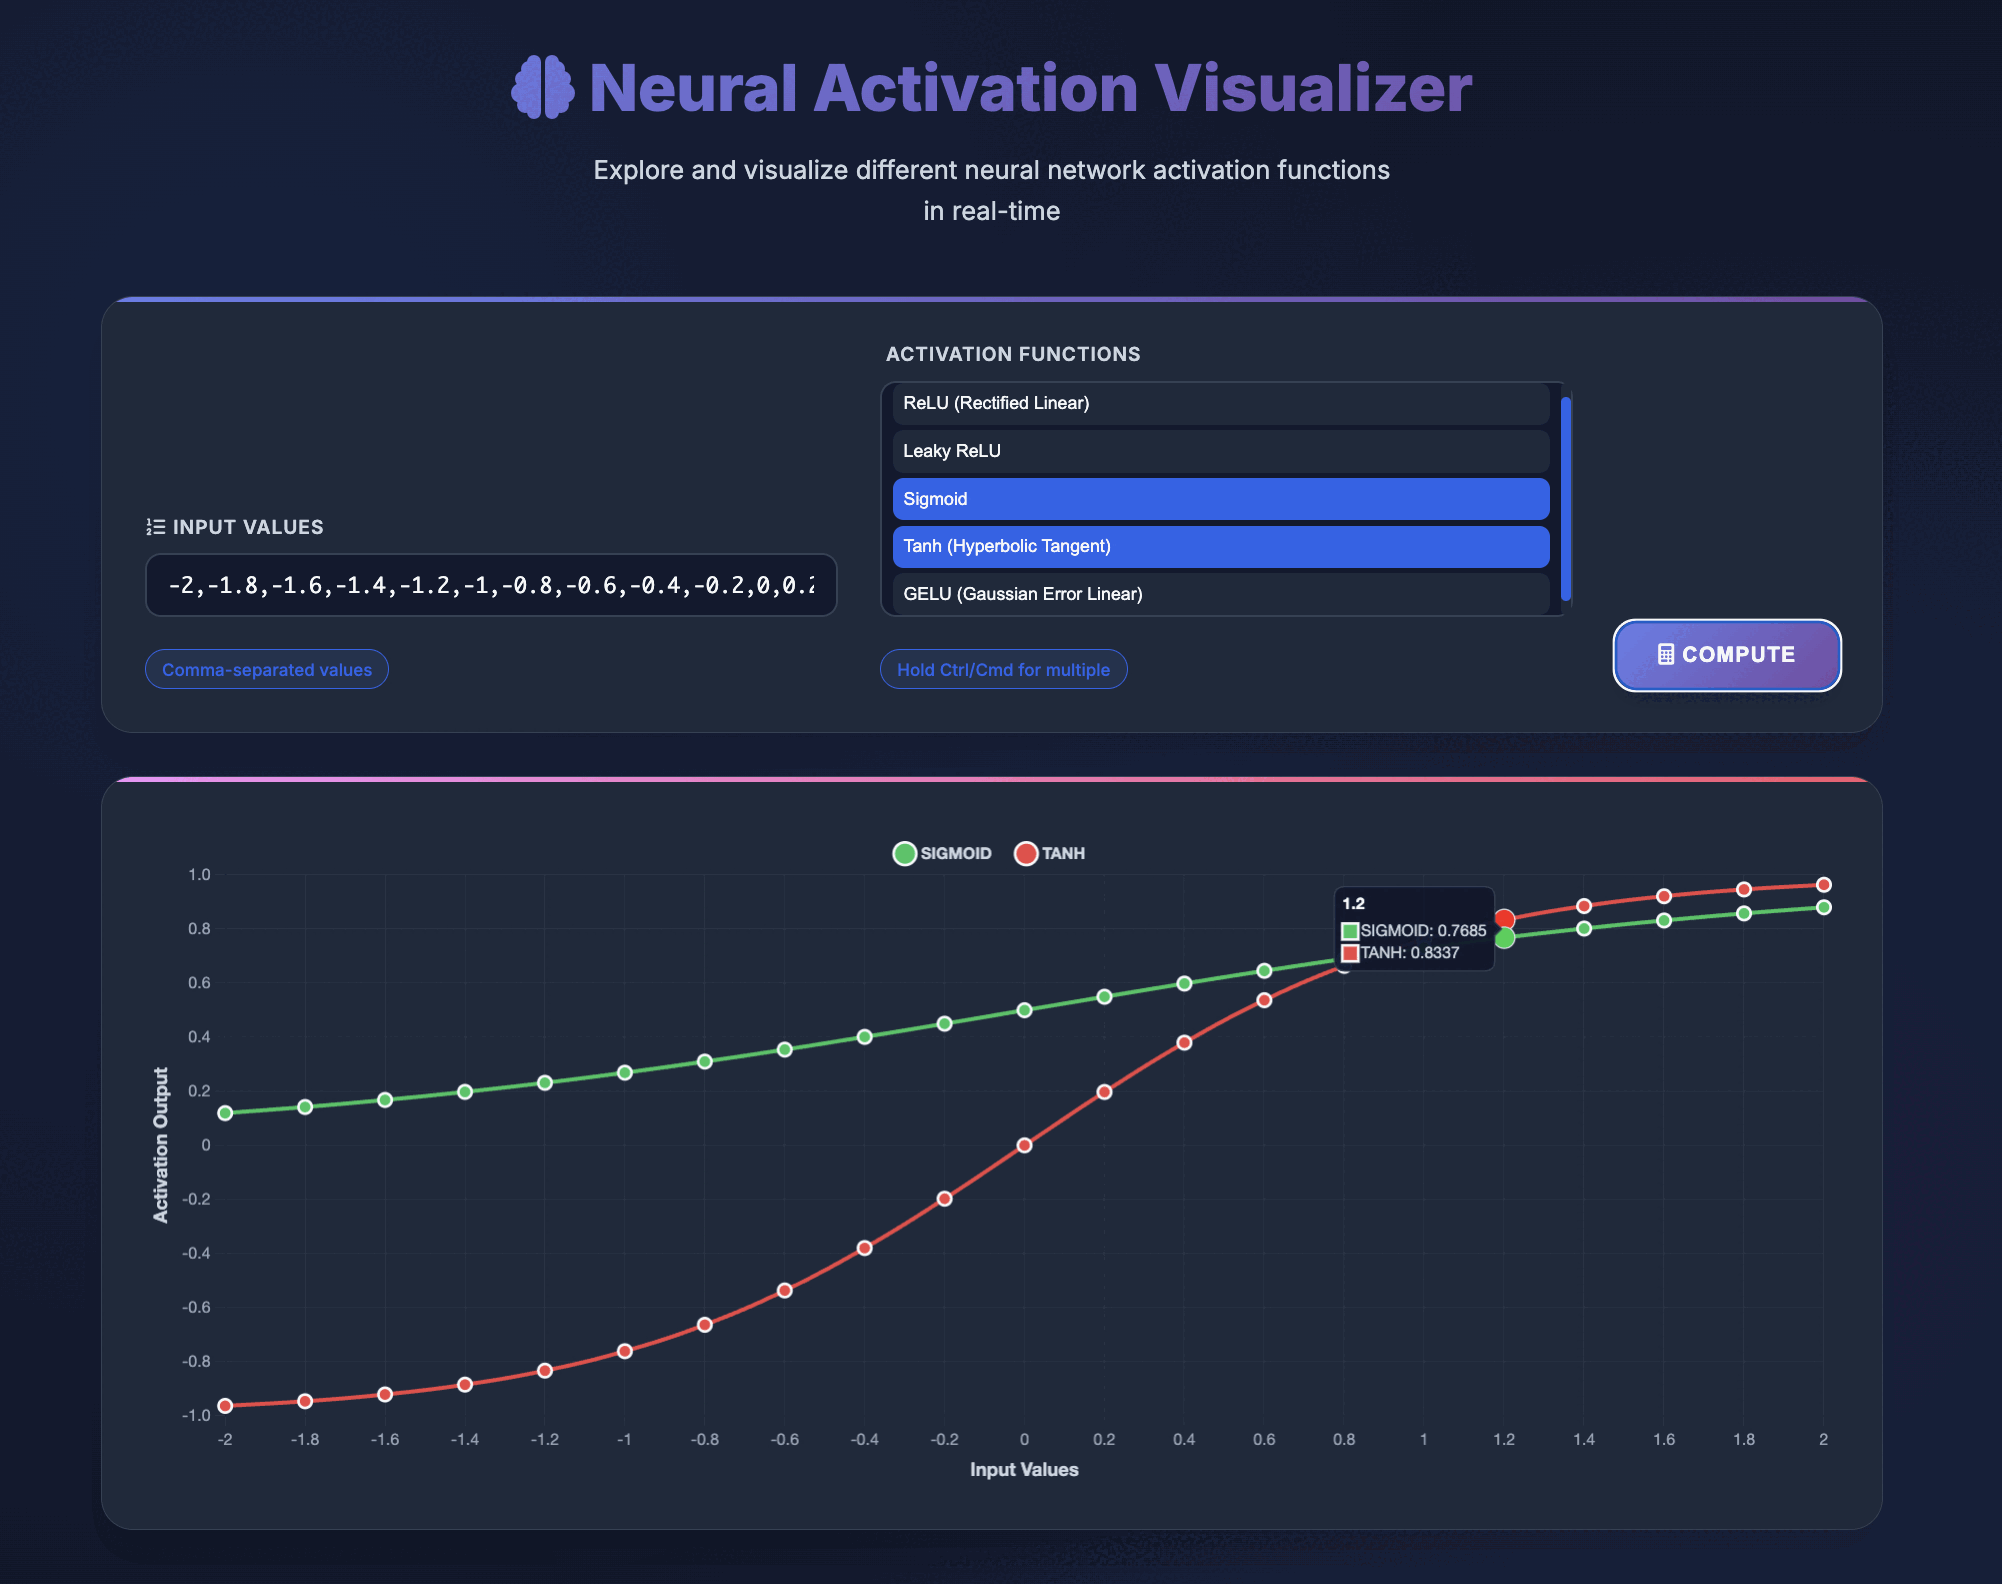 Neural Activation Visualizer
Explore and visualize different neural network activation functions
in real-time
ACTIVATION FUNCTIONS
ReLU (Rectified Linear)
Leaky ReLU
Sigmoid
Tanh (Hyperbolic Tangent)
GELU (Gaussian Error Linear)
Hold Ctrl/Cmd for multiple
INPUT VALUES
-2,-1.8,-1.6,-1.4,-1.2,-1,-0.8,-0.6,-0.4,-0.2,0,0.2
Comma-separated values
COMPUTE
SIGMOID TANH
1.2
SIGMOID: 0.7685
TANH: 0.8337
Activation Output
1.0
0.8
0.6
0.4
0.2
0
-0.2
-0.4
-0.6
-0.8
-1.0
-2 -1.8 -1.6 -1.4 -1.2 -1 -0.8 -0.6 -0.4 -0.2 0 0.2 0.4 0.6 0.8 1 1.2 1.4 1.6 1.8 2
Input Values